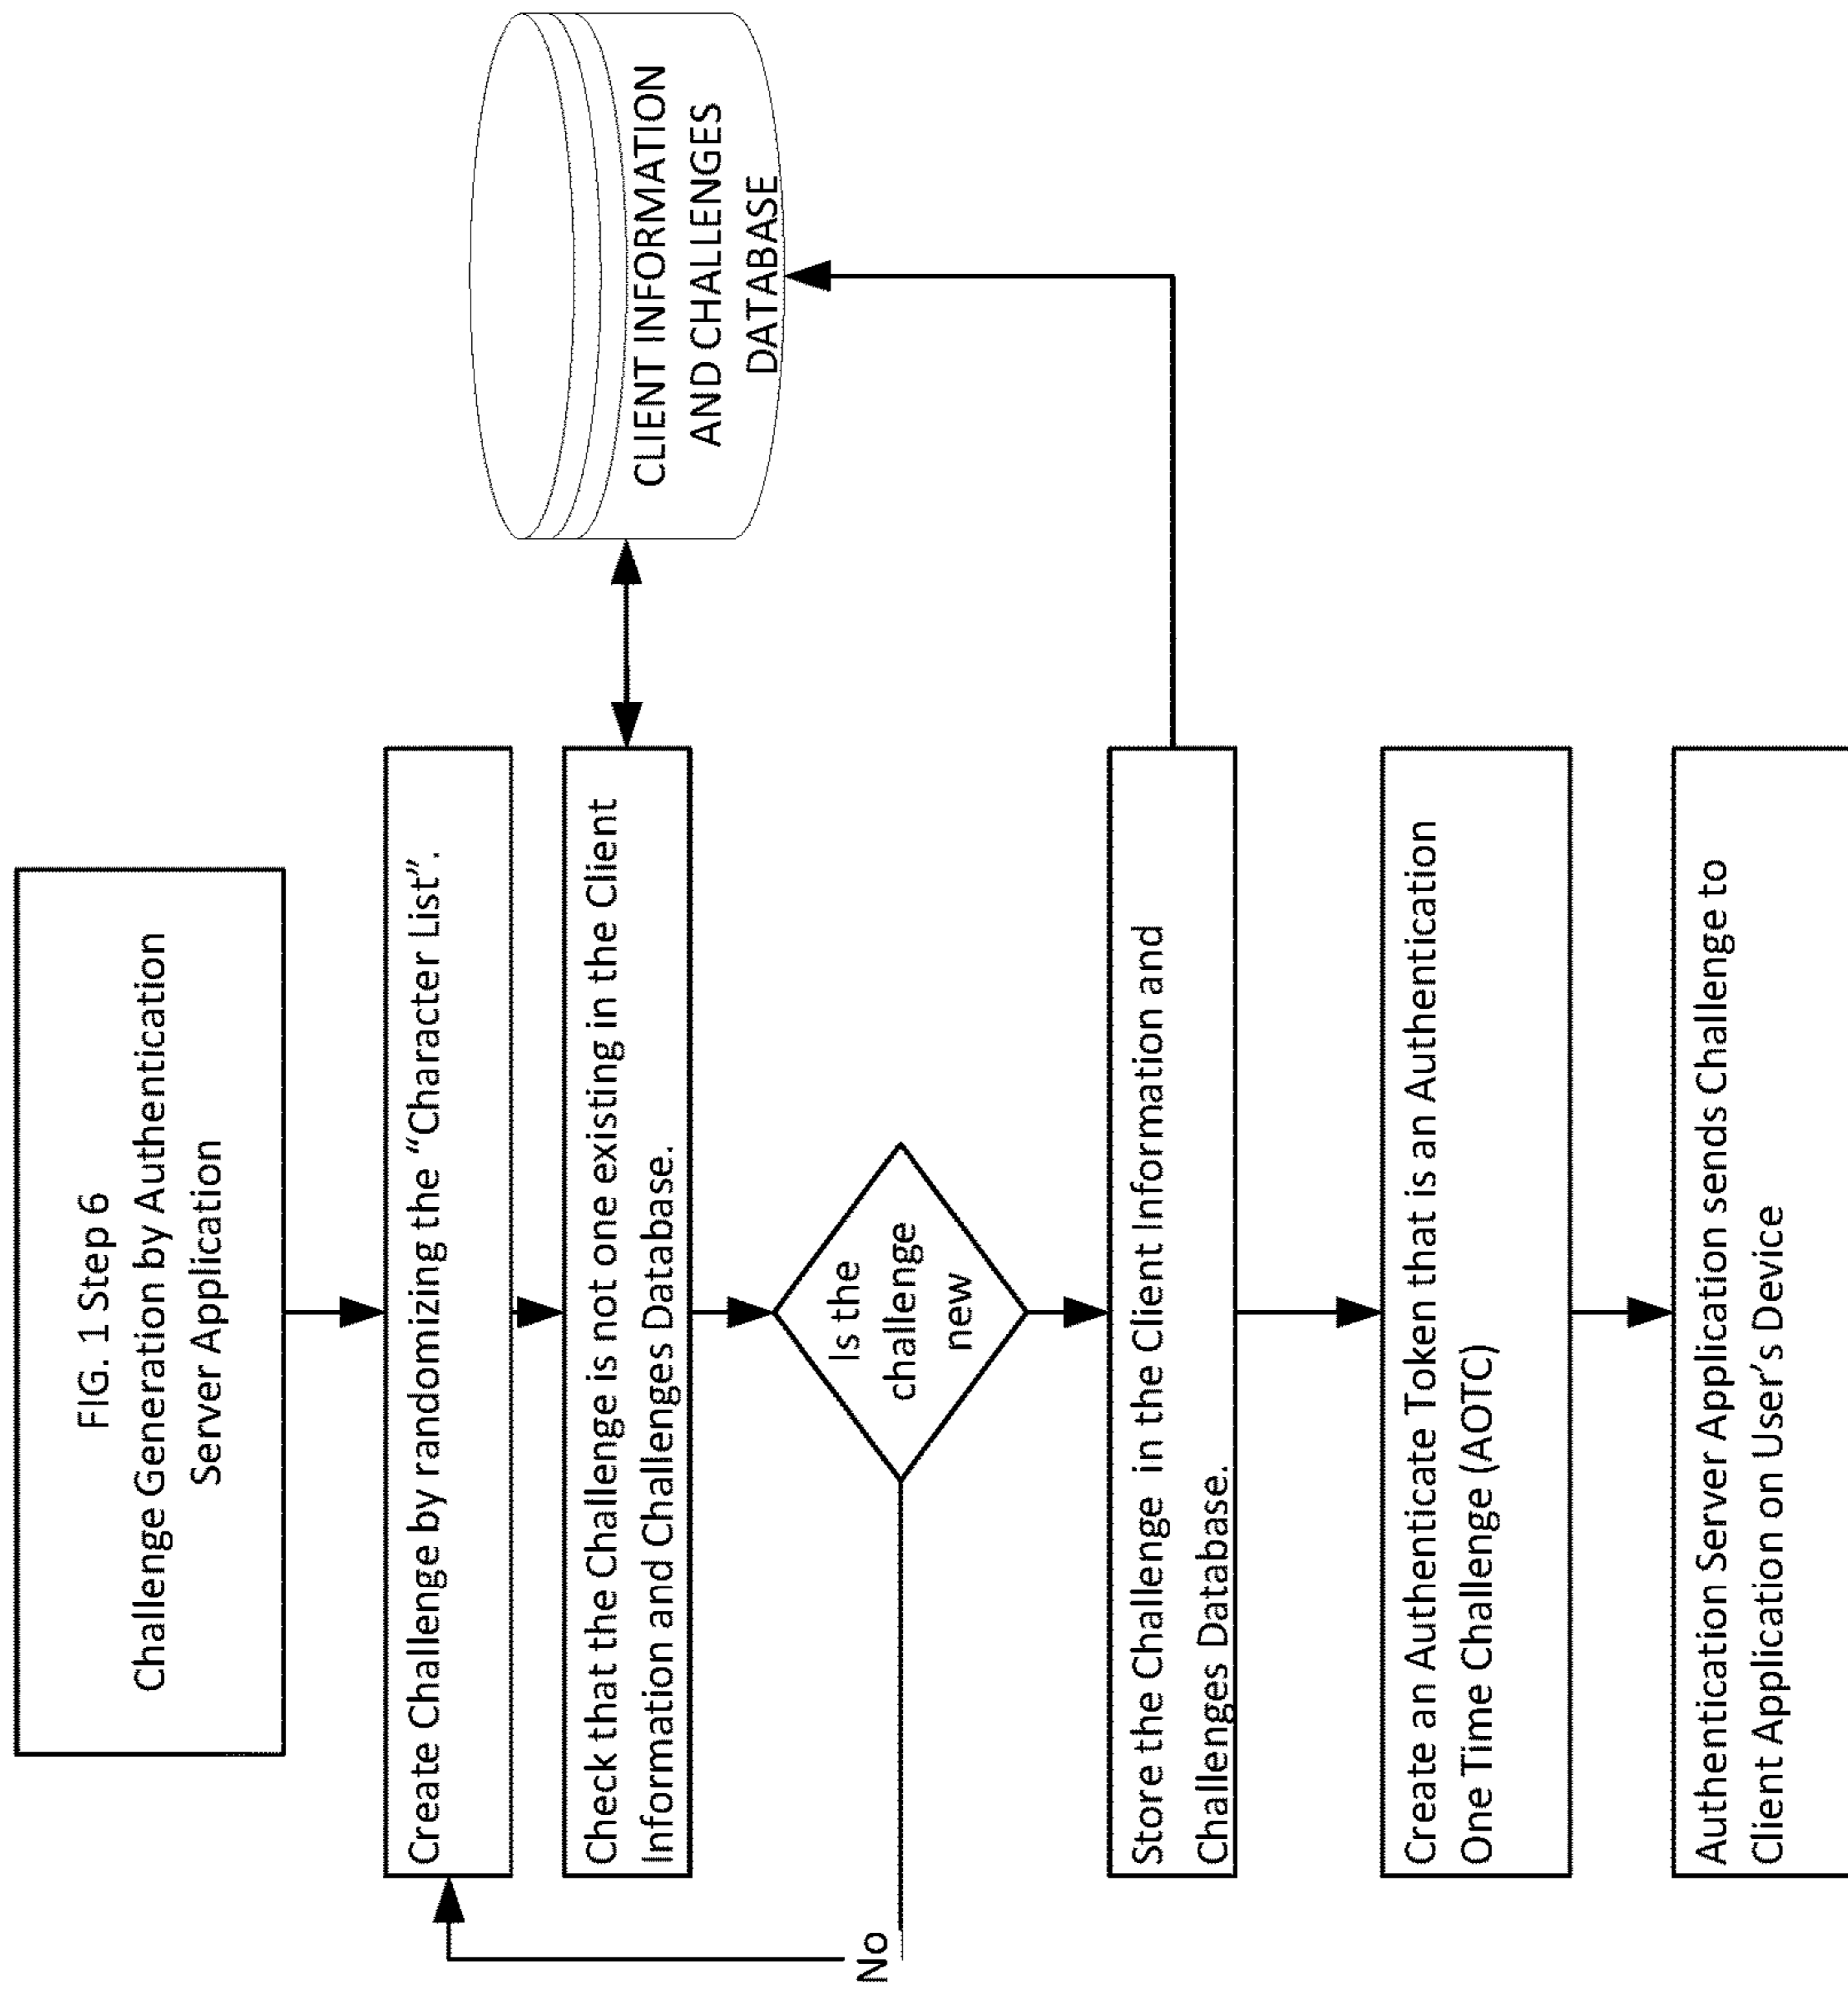 FIG. 1 Step 6
Challenge Generation by Authentication
Server Application
Create Challenge by randomizing the “Character List”.
Check that the Challenge is not one existing in the Client
Information and Challenges Database.
CLIENT INFORMATION
AND CHALLENGES
DATABASE
Is the
challenge
new
No
Store the Challenge in the Client Information and
Challenges Database.
Create an Authenticate Token that is an Authentication
One Time Challenge (AOTC)
Authentication Server Application sends Challenge to
Client Application on User’s Device